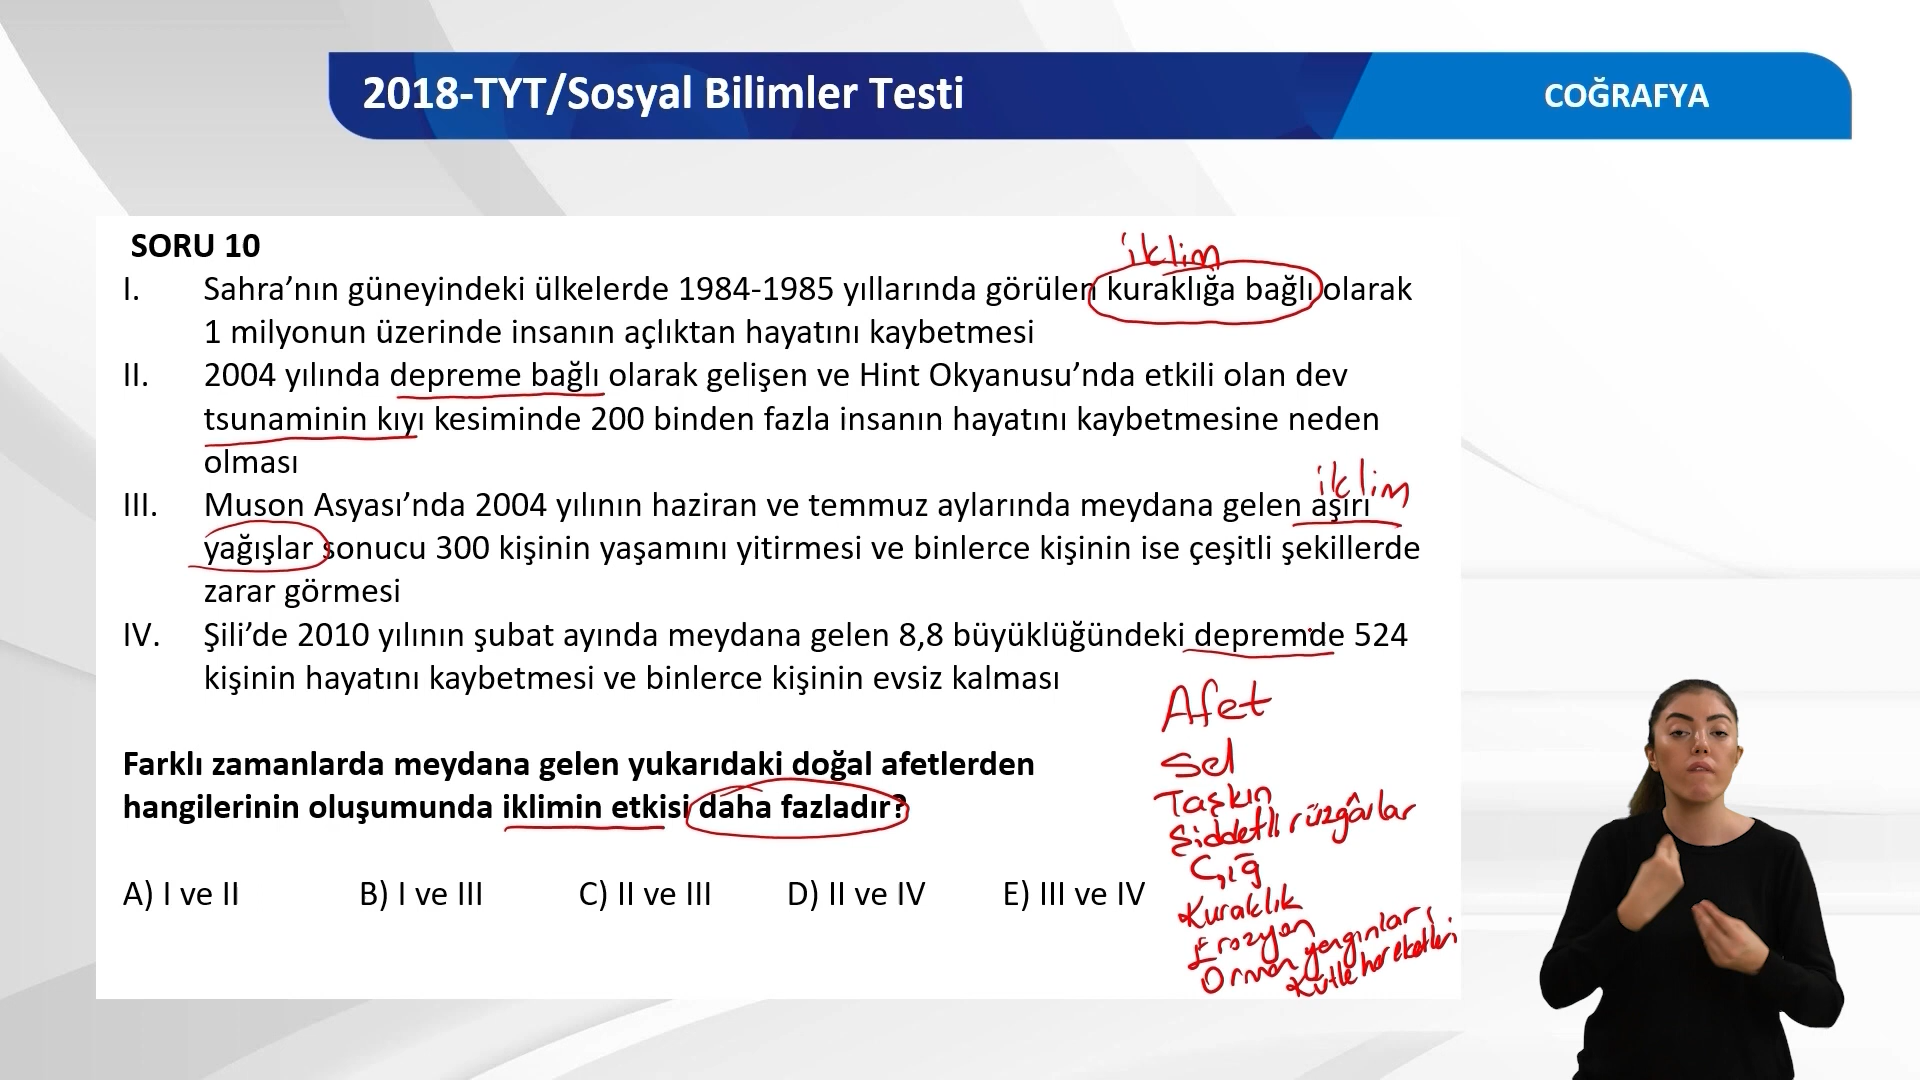 2018-TYT/Sosyal Bilimler Testi
COĞRAFYA
SORU 10
iklim
I. Sahra’nın güneyindeki ülkelerde 1984-1985 yıllarında görülen kuraklığa bağlı olarak
1 milyonun üzerinde insanın açlıktan hayatını kaybetmesi
II. 2004 yılında depreme bağlı olarak gelişen ve Hint Okyanusu’nda etkili olan dev
tsunaminin kıyı kesiminde 200 binden fazla insanın hayatını kaybetmesine neden
olması
iklim
III. Muson Asyası’nda 2004 yılının haziran ve temmuz aylarında meydana gelen aşırı
yağışlar sonucu 300 kişinin yaşamını yitirmesi ve binlerce kişinin ise çeşitli şekillerde
zarar görmesi
IV. Şili’de 2010 yılının şubat ayında meydana gelen 8,8 büyüklüğündeki depremde 524
kişinin hayatını kaybetmesi ve binlerce kişinin evsiz kalması
Farklı zamanlarda meydana gelen yukarıdaki doğal afetlerden
hangilerinin oluşumunda iklimin etkisi daha fazladır?
A) I ve II B) I ve III C) II ve III D) II ve IV E) III ve IV
Afet
Sel
Taşkın
Şiddetli rüzgârlar
Çığ
Kuraklık
Erozyon
Orman yangınları
Kütle hareketleri